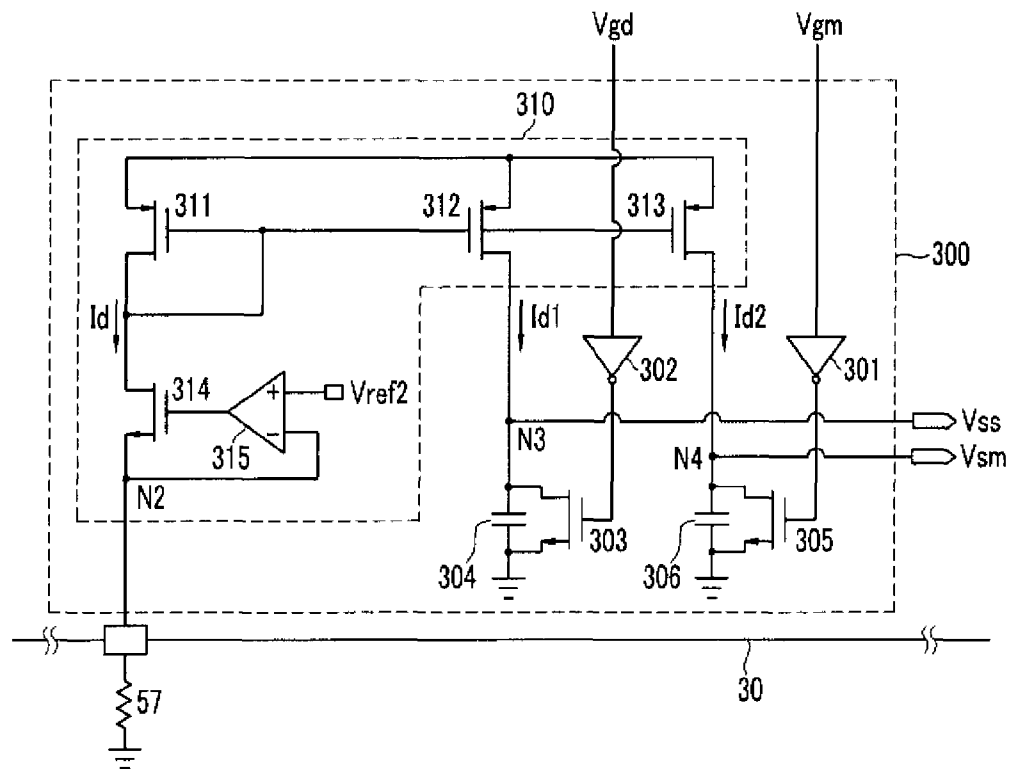 Vgd Vgm
310
311 312 313
300
Id Id1 Id2
302 301
314 + Vref2
315 −
N3 Vss
N4 Vsm
N2
304 303 306 305
57 30